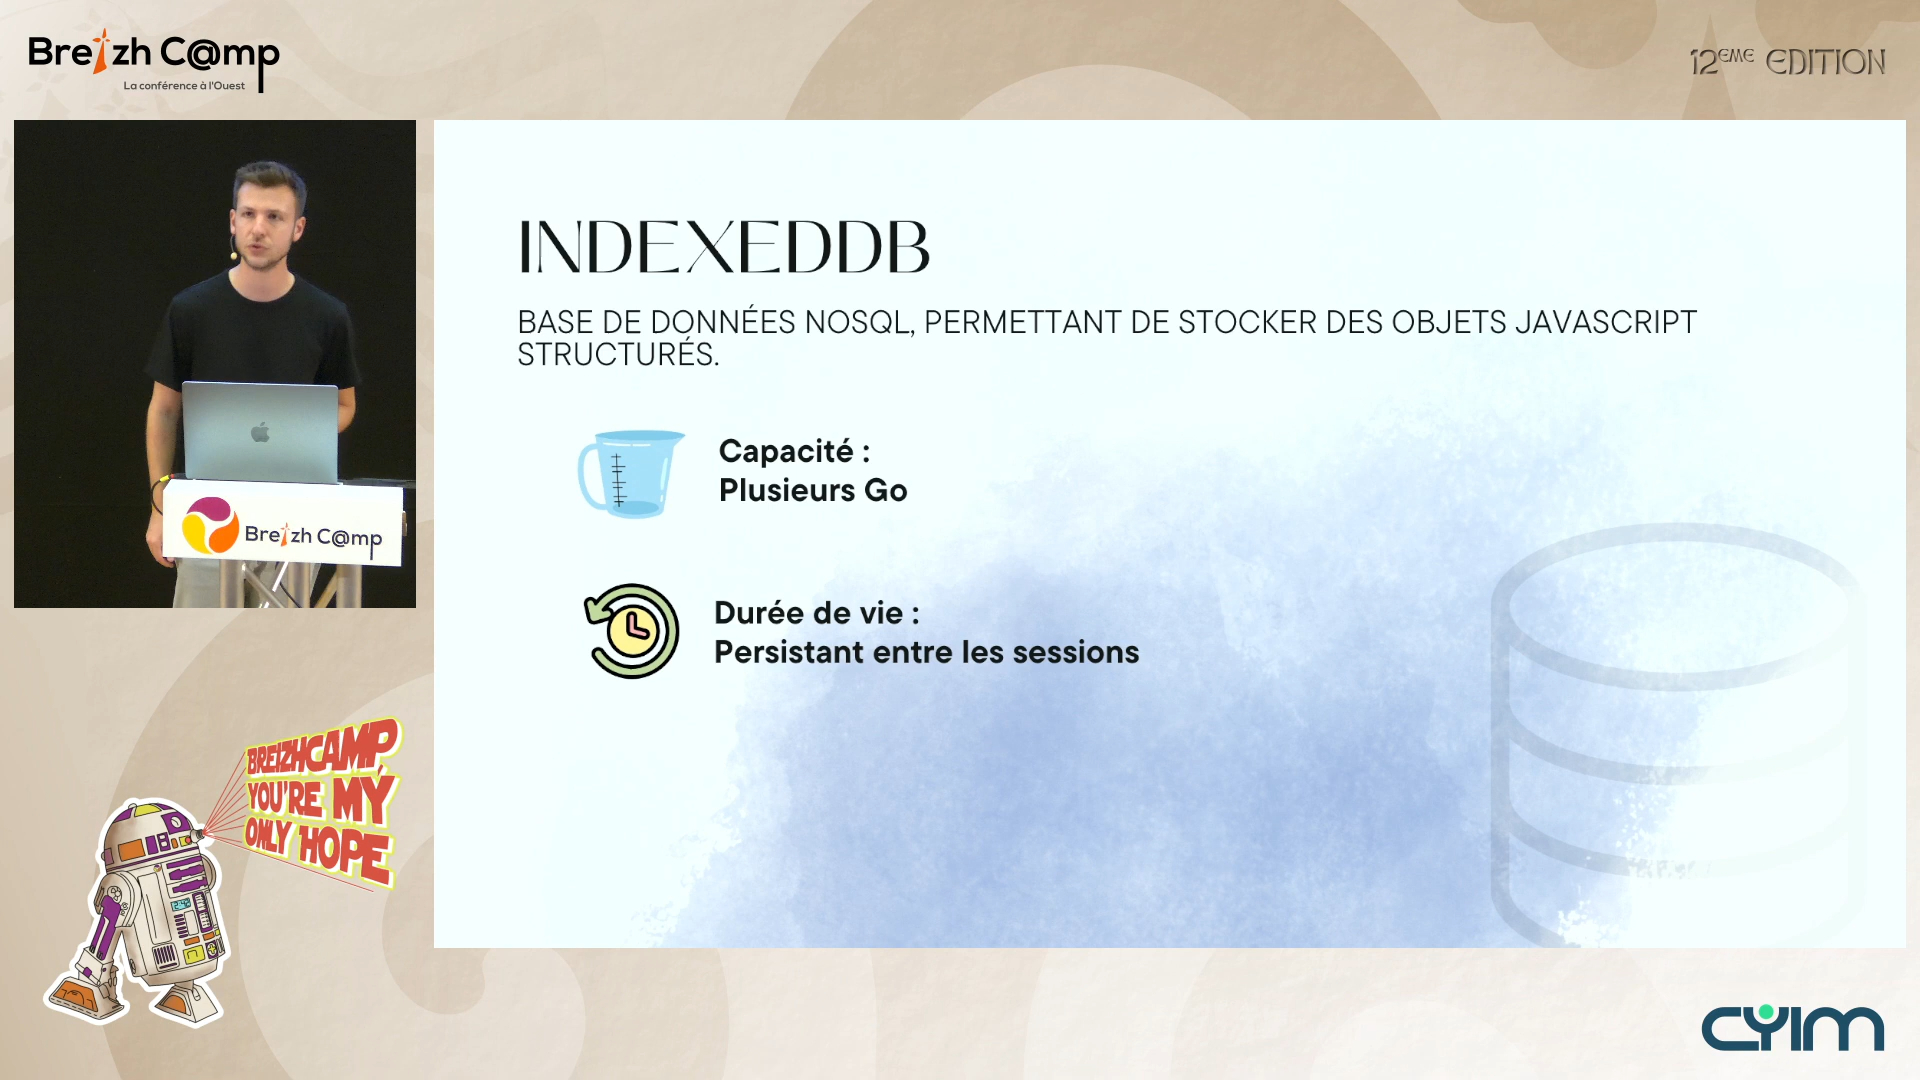 Breizh C@mp
La conférence à l'Ouest
12ÈME EDITION
INDEXEDDB
BASE DE DONNÉES NOSQL, PERMETTANT DE STOCKER DES OBJETS JAVASCRIPT
STRUCTURÉS.
Capacité :
Plusieurs Go
Durée de vie :
Persistant entre les sessions
Breizh C@mp
BREIZHCAMP,
YOU'RE MY
ONLY HOPE
CYIM